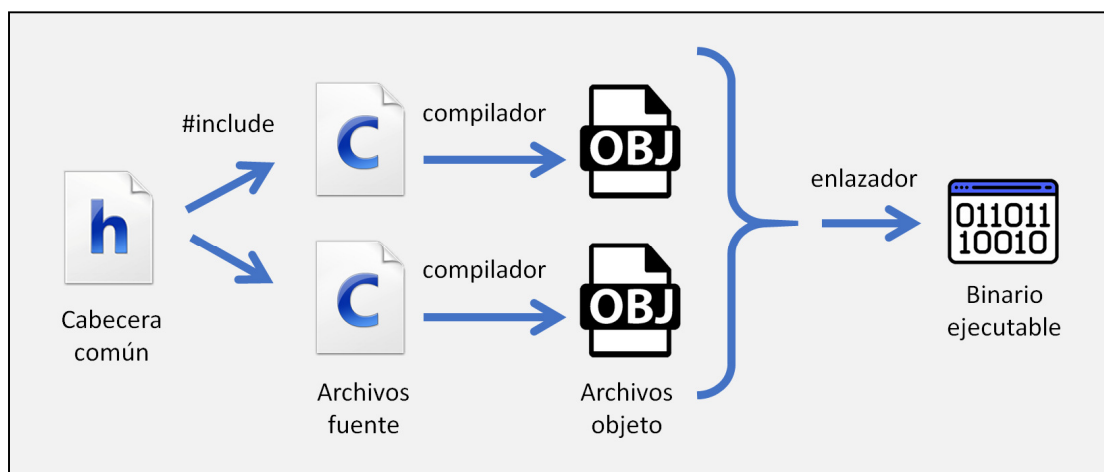 #include
compilador
OBJ
C
h
enlazador
011011
10010
compilador
OBJ
C
Cabecera
común
Binario
ejecutable
Archivos
fuente
Archivos
objeto